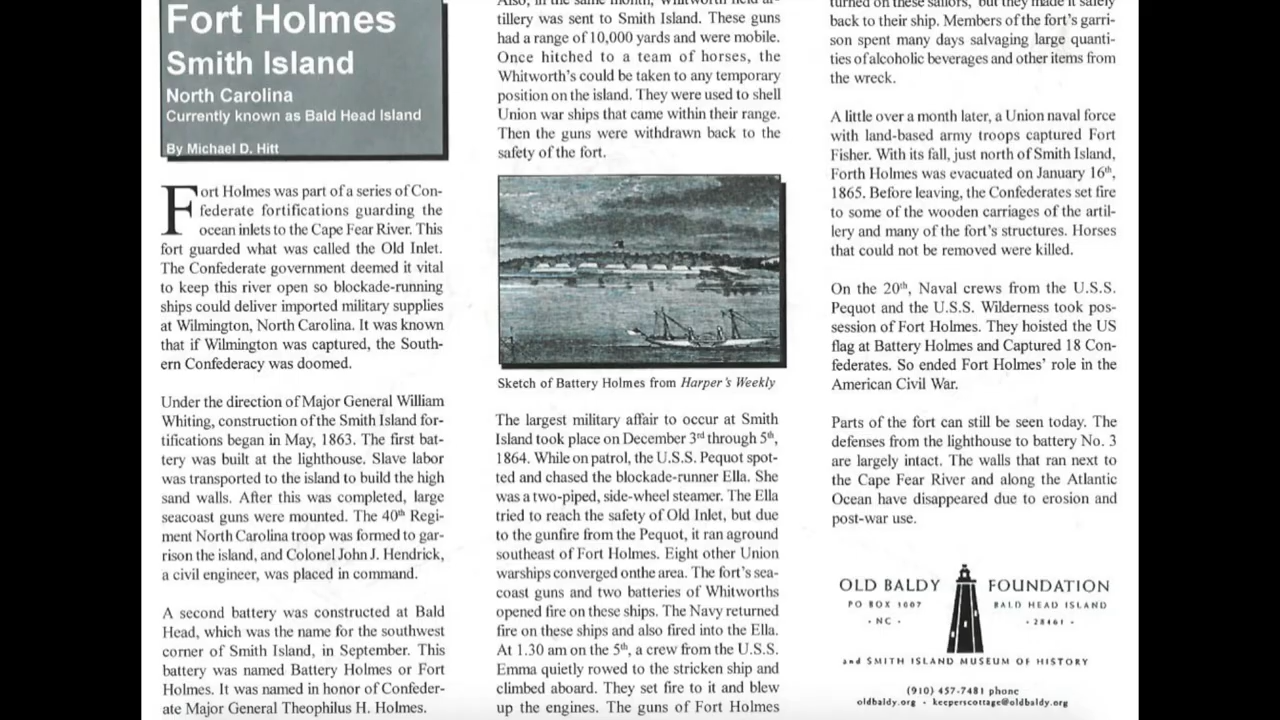 Fort Holmes
Smith Island
North Carolina
Currently known as Bald Head Island
By Michael D. Hitt
Fort Holmes was part of a series of Con-
federate fortifications guarding the
ocean inlets to the Cape Fear River. This
fort guarded what was called the Old Inlet.
The Confederate government deemed it vital
to keep this river open so blockade-running
ships could deliver imported military supplies
at Wilmington, North Carolina. It was known
that if Wilmington was captured, the South-
ern Confederacy was doomed.
Under the direction of Major General William
Whiting, construction of the Smith Island for-
tifications began in May, 1863. The first bat-
tery was built at the lighthouse. Slave labor
was transported to the island to build the high
sand walls. After this was completed, large
seacoast guns were mounted. The 40th Regi-
ment North Carolina troop was formed to gar-
rison the island, and Colonel John J. Hendrick,
a civil engineer, was placed in command.
A second battery was constructed at Bald
Head, which was the name for the southwest
corner of Smith Island, in September. This
battery was named Battery Holmes or Fort
Holmes. It was named in honor of Confeder-
ate Major General Theophilus H. Holmes.
Also, in the same month, Whitworth field ar-
tillery was sent to Smith Island. These guns
had a range of 10,000 yards and were mobile.
Once hitched to a team of horses, the
Whitworth's could be taken to any temporary
position on the island. They were used to shell
Union war ships that came within their range.
Then the guns were withdrawn back to the
safety of the fort.
Sketch of Battery Holmes from Harper's Weekly
The largest military affair to occur at Smith
Island took place on December 3rd through 5th,
1864. While on patrol, the U.S.S. Pequot spot-
ted and chased the blockade-runner Ella. She
was a two-piped, side-wheel steamer. The Ella
tried to reach the safety of Old Inlet, but due
to the gunfire from the Pequot, it ran aground
southeast of Fort Holmes. Eight other Union
warships converged onthe area. The fort's sea-
coast guns and two batteries of Whitworths
opened fire on these ships. The Navy returned
fire on these ships and also fired into the Ella.
At 1.30 am on the 5th, a crew from the U.S.S.
Emma quietly rowed to the stricken ship and
climbed aboard. They set fire to it and blew
up the engines. The guns of Fort Holmes
turned on these sailors, but they made it safely
back to their ship. Members of the fort's garri-
son spent many days salvaging large quanti-
ties of alcoholic beverages and other items from
the wreck.
A little over a month later, a Union naval force
with land-based army troops captured Fort
Fisher. With its fall, just north of Smith Island,
Forth Holmes was evacuated on January 16th,
1865. Before leaving, the Confederates set fire
to some of the wooden carriages of the artil-
lery and many of the fort's structures. Horses
that could not be removed were killed.
On the 20th, Naval crews from the U.S.S.
Pequot and the U.S.S. Wilderness took pos-
session of Fort Holmes. They hoisted the US
flag at Battery Holmes and Captured 18 Con-
federates. So ended Fort Holmes' role in the
American Civil War.
Parts of the fort can still be seen today. The
defenses from the lighthouse to battery No. 3
are largely intact. The walls that ran next to
the Cape Fear River and along the Atlantic
Ocean have disappeared due to erosion and
post-war use.
OLD BALDY FOUNDATION
PO BOX 1007 BALD HEAD ISLAND
- NC - - 28461 -
and SMITH ISLAND MUSEUM OF HISTORY
(910) 457-7481 phone
oldbaldy.org • keeperscottage@oldbaldy.org